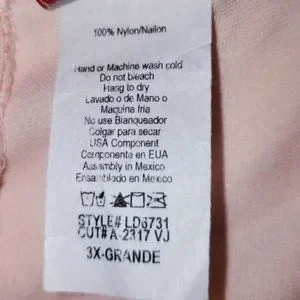 100% Nylon/Nailon
Hand or Machine wash cold
Do not bleach
Hang to dry
Lavado o de Mano o
Maquina fria
No use Blanqueador
Colgar para secar
USA Component
Componente en EUA
Assembly in Mexico
Ensamblado en Mexico
STYLE# LD6731
CUT# A-2317 VJ
3X-GRANDE